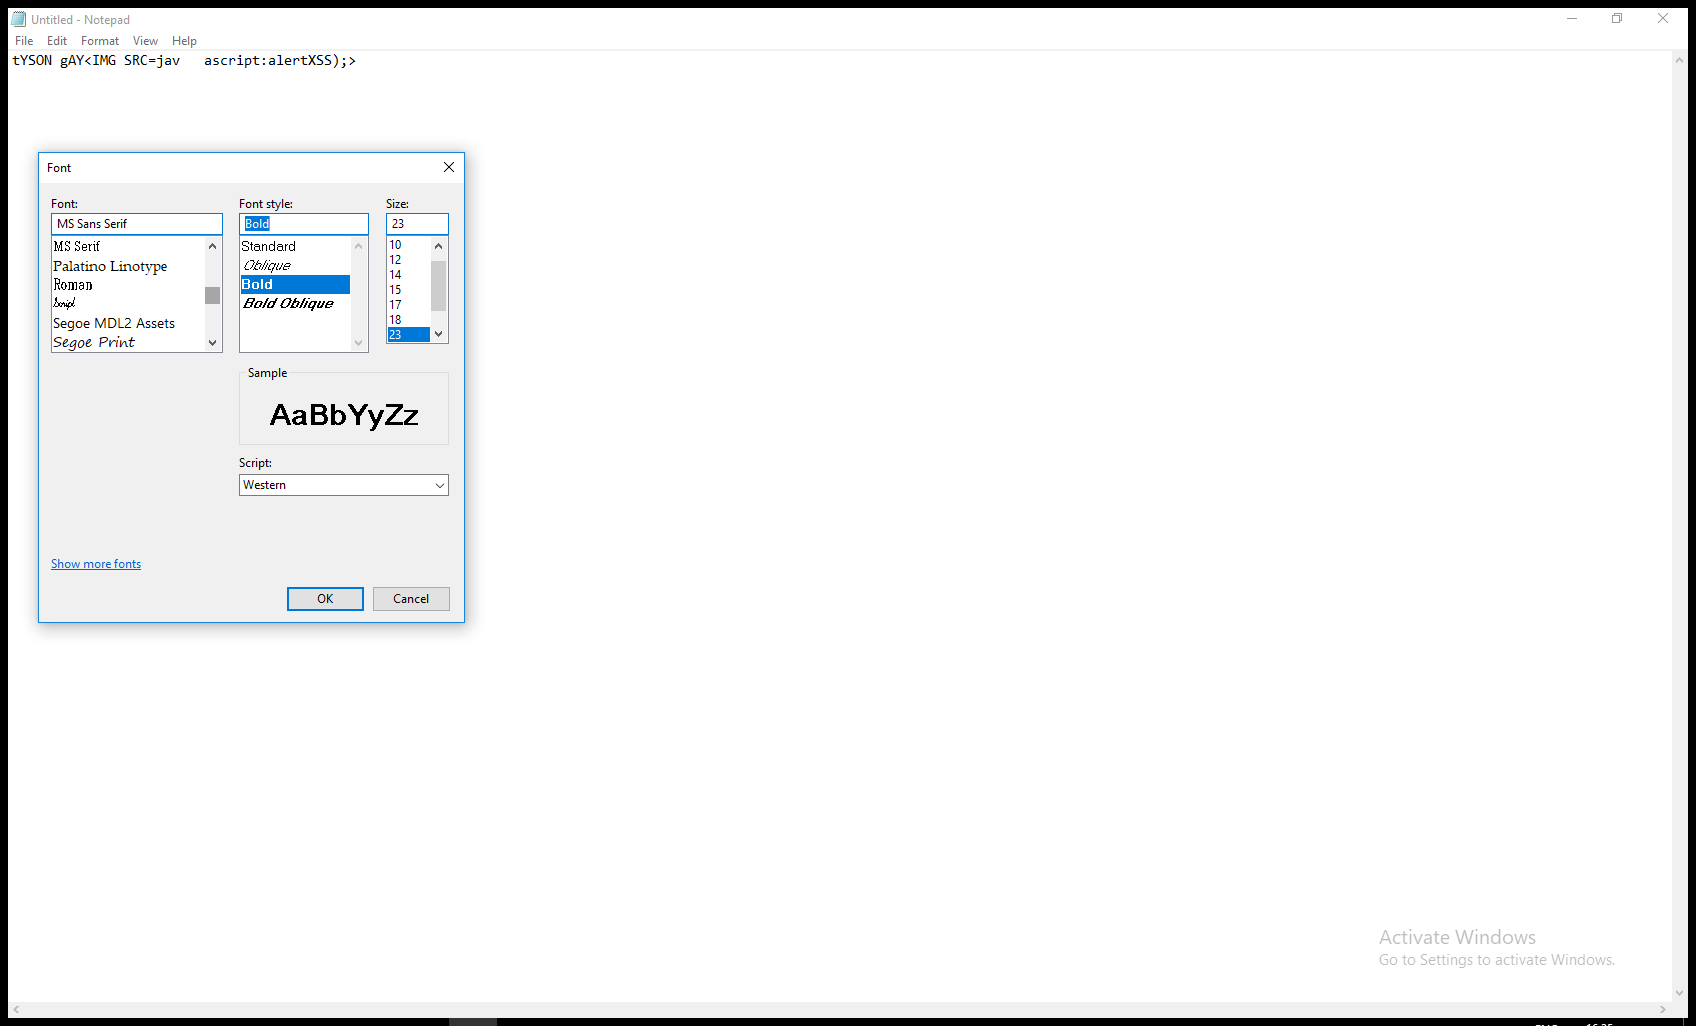 Untitled - Notepad
File Edit Format View Help
tYSON gAY<IMG SRC=jav   ascript:alertXSS);>
Font
Font:
MS Sans Serif
MS Serif
Palatino Linotype
Roman
Script
Segoe MDL2 Assets
Segoe Print
Font style:
Bold
Standard
Oblique
Bold
Bold Oblique
Size:
23
10
12
14
15
17
18
23
Sample
AaBbYyZz
Script:
Western
Show more fonts
OK
Cancel
Activate Windows
Go to Settings to activate Windows.